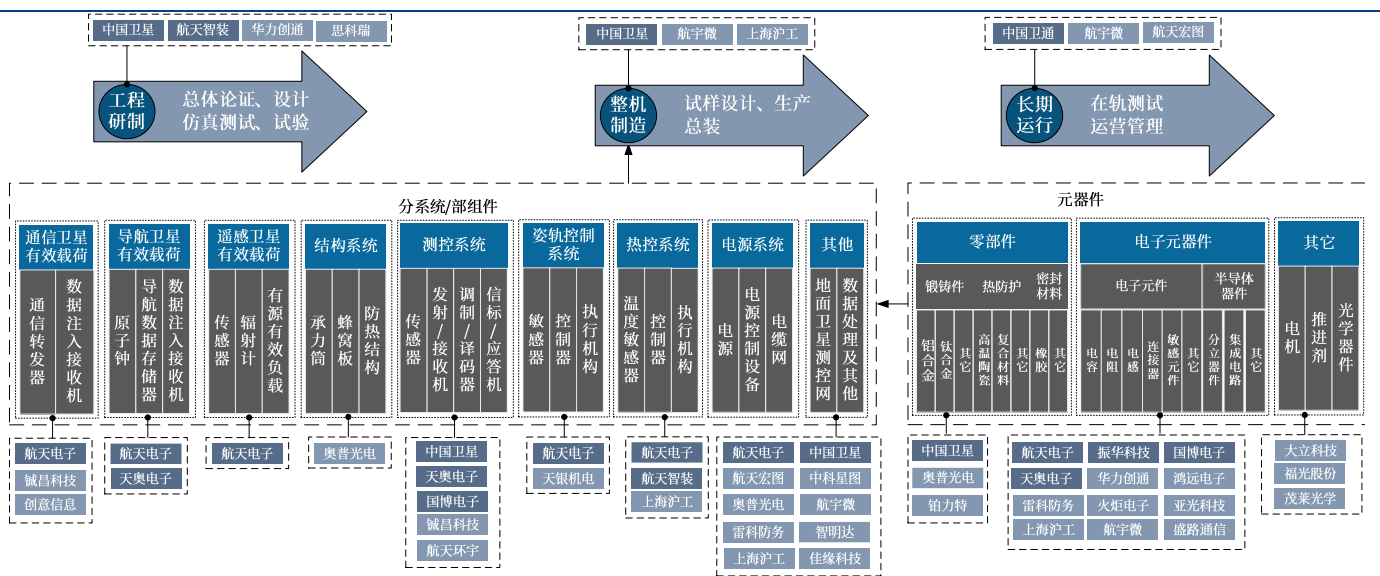 中国卫星 航天智装 华力创通 思科瑞
中国卫星 航宇微 上海沪工
中国卫通 航宇微 航天宏图
工程
研制
总体论证、设计
仿真测试、试验
整机
制造
试样设计、生产
总装
长期
运行
在轨测试
运营管理
分系统/部组件
通信卫星
有效载荷
通信转发器
数据注入接收机
导航卫星
有效载荷
原子钟
导航数据存储器
数据注入接收机
遥感卫星
有效载荷
传感器
辐射计
有源有效负载
结构系统
承力筒
蜂窝板
防热结构
测控系统
传感器
发射/接收机
调制/译码器
信标/应答机
姿轨控制
系统
敏感器
控制器
执行机构
热控系统
温度敏感器
控制器
执行机构
电源系统
电源
电源控制设备
电缆网
其他
地面卫星测控网
数据处理及其他
元器件
零部件
锻铸件
铝合金
钛合金
其它
热防护
高温陶瓷
复合材料
其它
密封
材料
橡胶
其它
电子元器件
电子元件
电容
电阻
电感
连接器
敏感元件
其它
半导体
器件
分立器件
集成电路
其它
其它
电机
推进剂
光学器件
航天电子
铖昌科技
创意信息
航天电子
天奥电子
航天电子
奥普光电
中国卫星
天奥电子
国博电子
铖昌科技
航天环宇
航天电子
天银机电
航天电子
航天智装
上海沪工
航天电子 中国卫星
航天宏图 中科星图
奥普光电 航宇微
雷科防务 智明达
上海沪工 佳缘科技
中国卫星
奥普光电
铂力特
航天电子 振华科技 国博电子
天奥电子 华力创通 鸿远电子
雷科防务 火炬电子 亚光科技
上海沪工 航宇微 盛路通信
大立科技
福光股份
茂莱光学